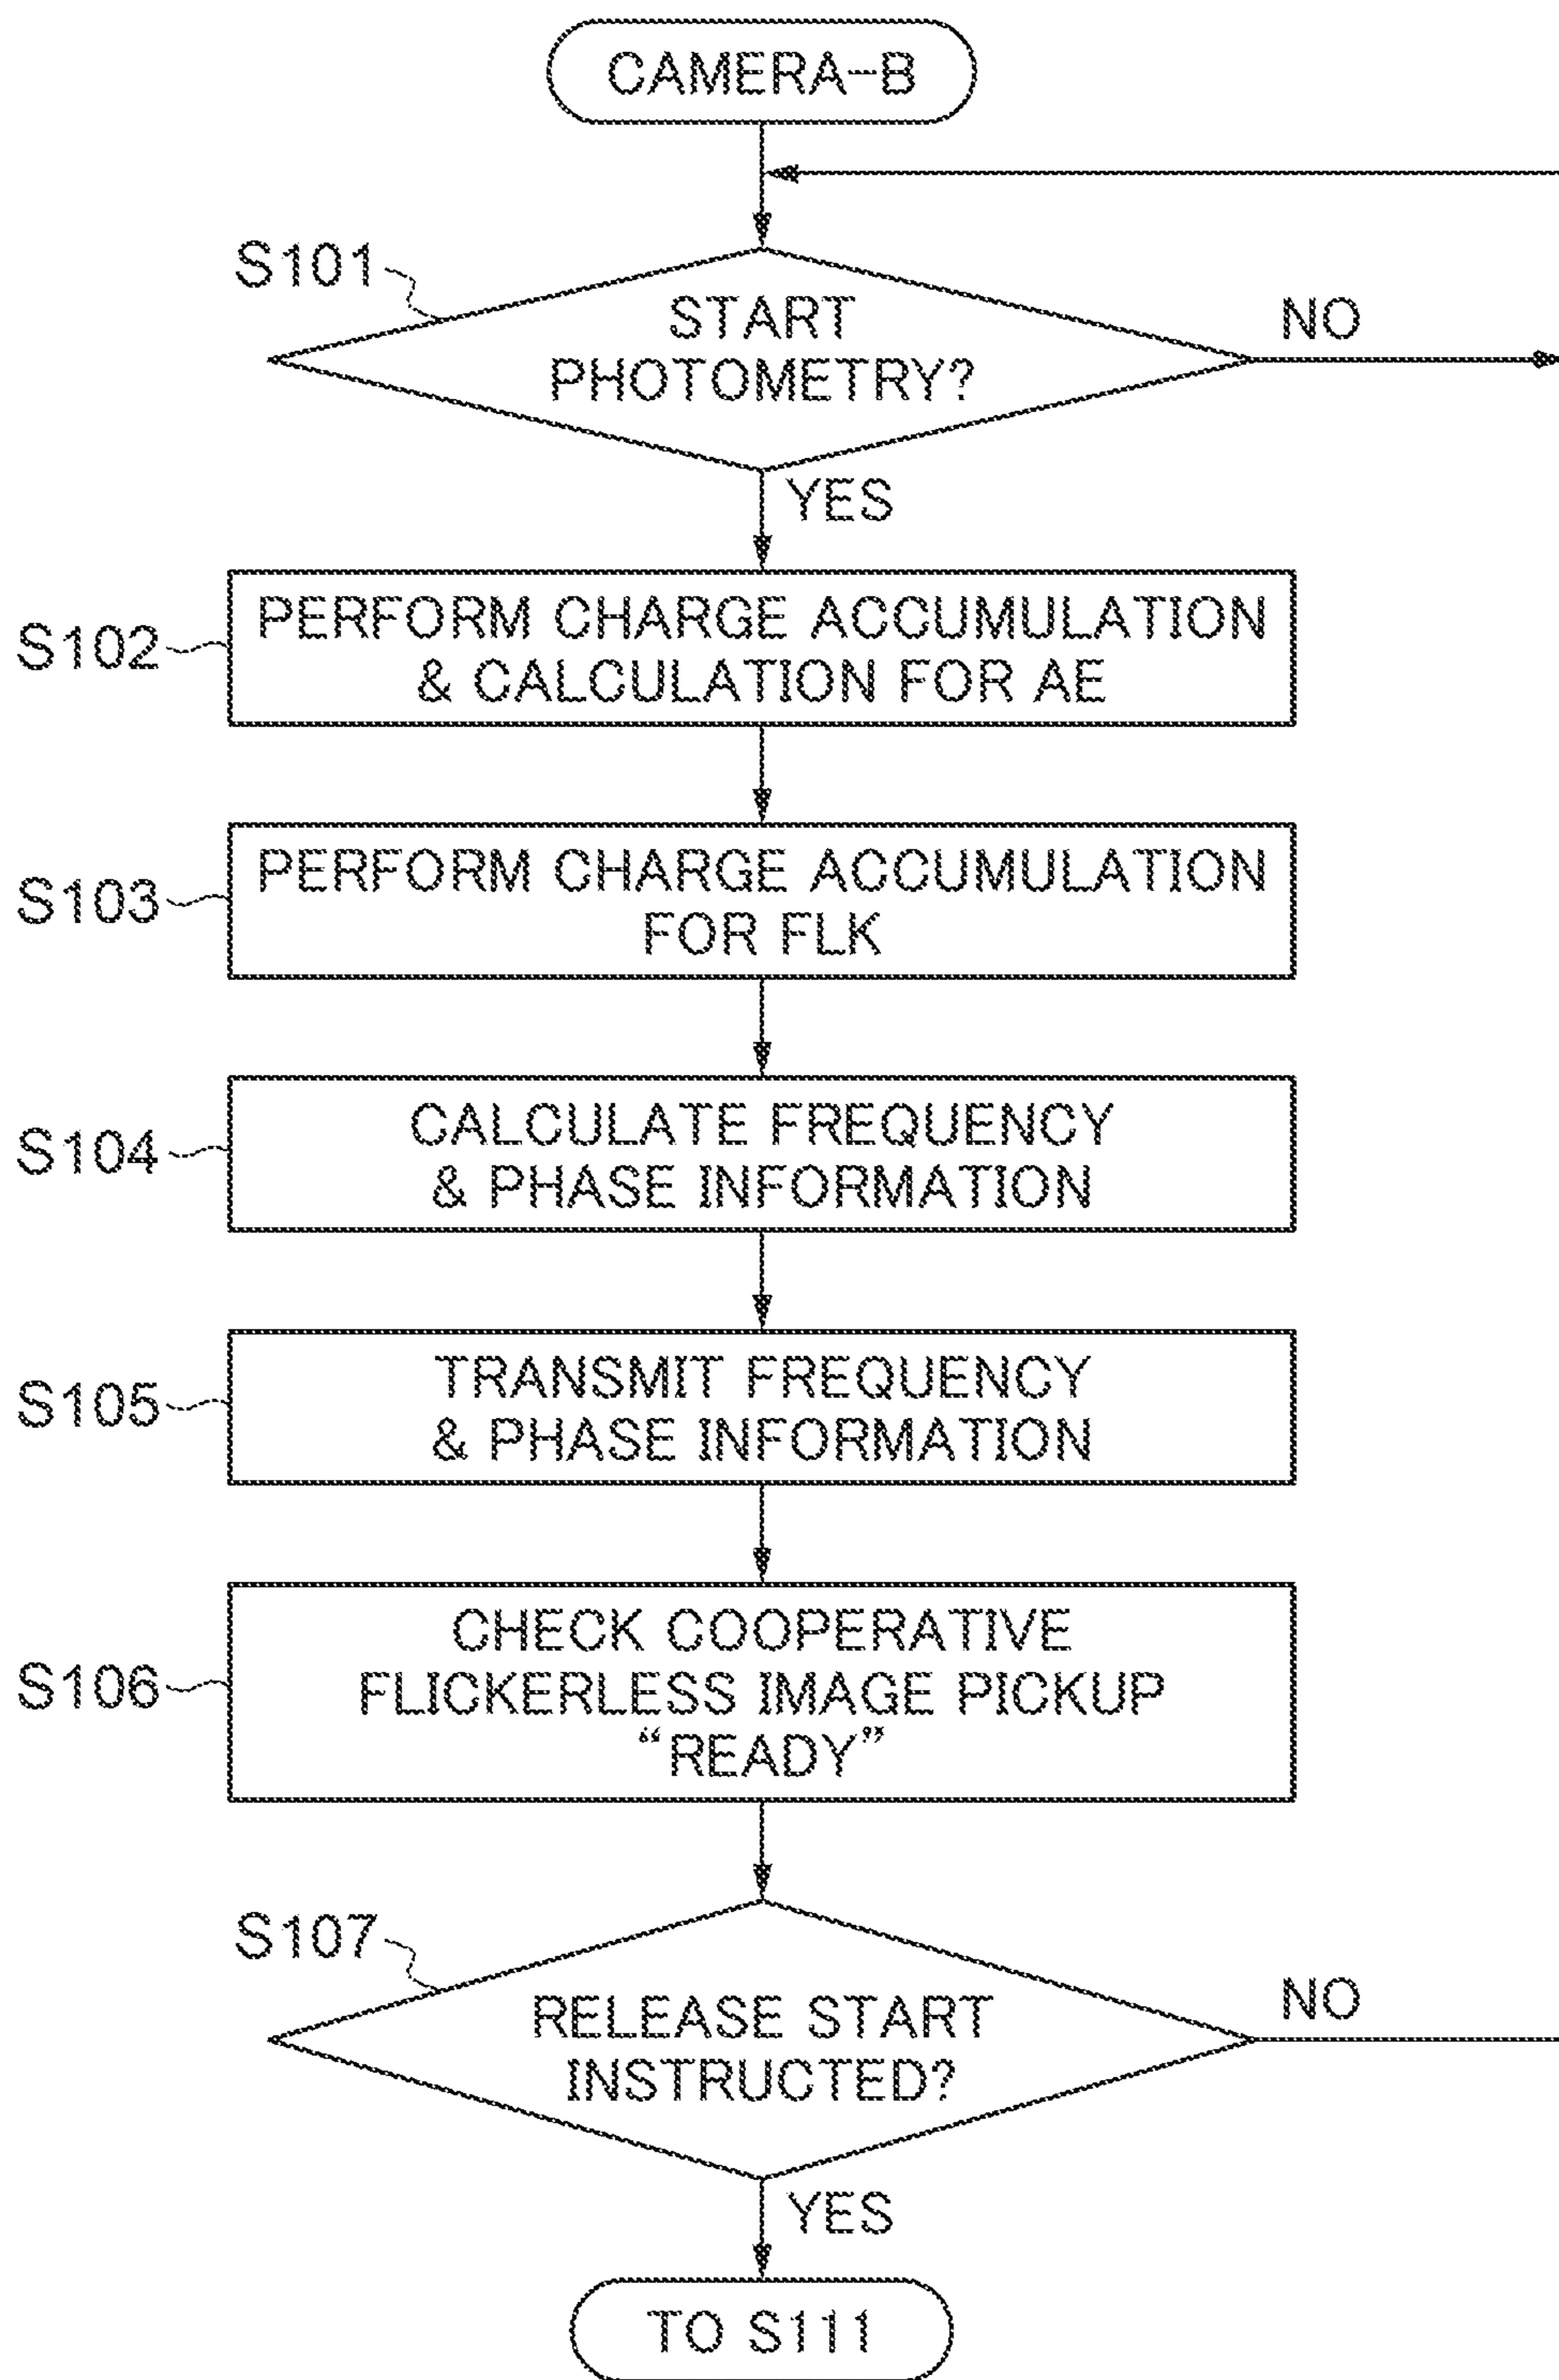 CAMERA-B
S101
START
PHOTOMETRY?
NO
YES
S102
PERFORM CHARGE ACCUMULATION
& CALCULATION FOR AE
S103
PERFORM CHARGE ACCUMULATION
FOR FLK
S104
CALCULATE FREQUENCY
& PHASE INFORMATION
S105
TRANSMIT FREQUENCY
& PHASE INFORMATION
S106
CHECK COOPERATIVE
FLICKERLESS IMAGE PICKUP
“READY”
S107
RELEASE START
INSTRUCTED?
NO
YES
TO S111